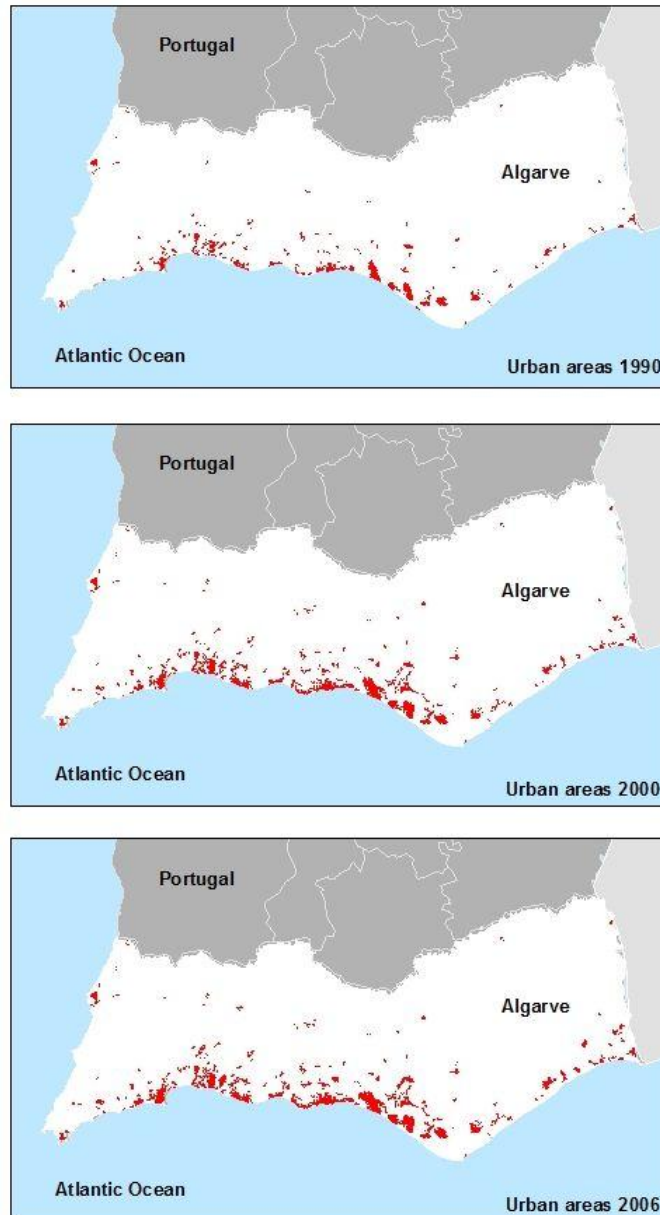 Portugal
Algarve
Atlantic Ocean
Urban areas 1990
Portugal
Algarve
Atlantic Ocean
Urban areas 2000
Portugal
Algarve
Atlantic Ocean
Urban areas 2006